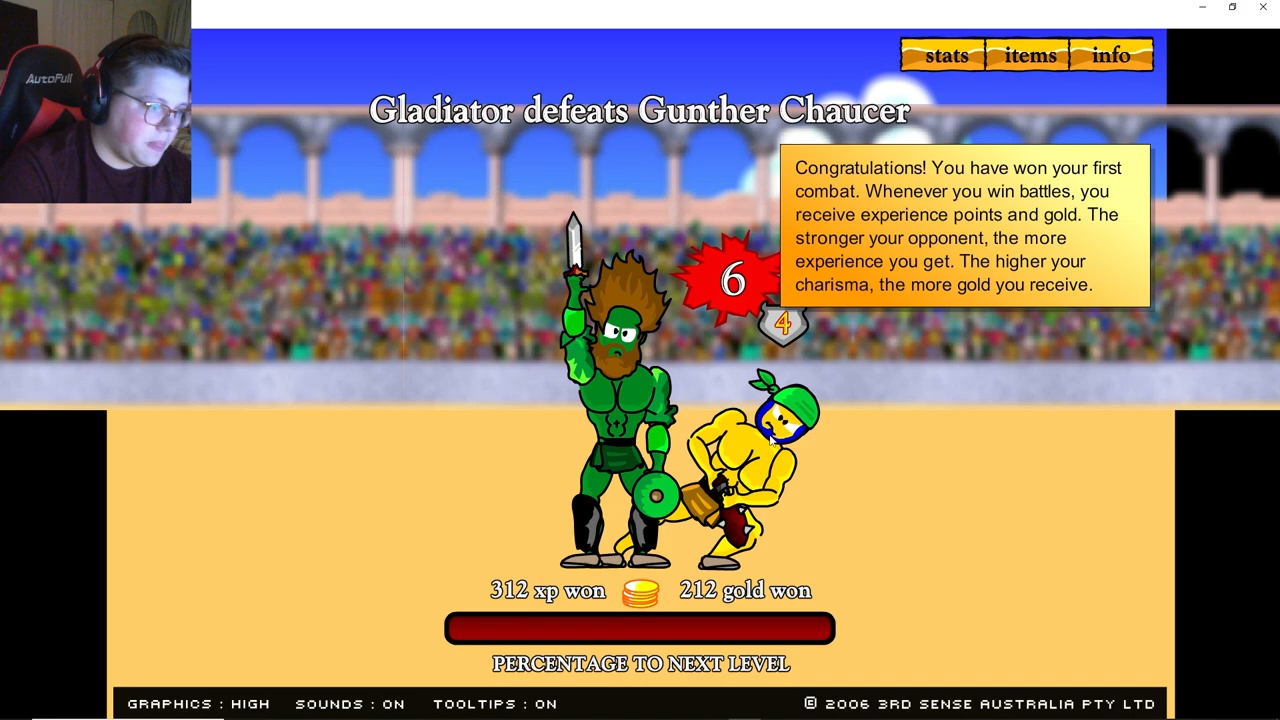 AutoFull
stats items info
Gladiator defeats Gunther Chaucer
Congratulations! You have won your first
combat. Whenever you win battles, you
receive experience points and gold. The
stronger your opponent, the more
experience you get. The higher your
charisma, the more gold you receive.
6
4
312 xp won 212 gold won
PERCENTAGE TO NEXT LEVEL
GRAPHICS : HIGH SOUNDS : ON TOOLTIPS : ON © 2006 3RD SENSE AUSTRALIA PTY LTD